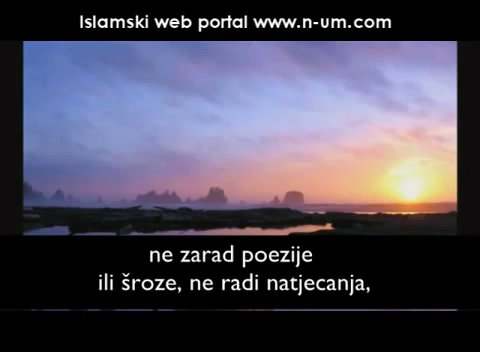 Islamski web portal www.n-um.com
ne zarad poezije
ili šroze, ne radi natjecanja,